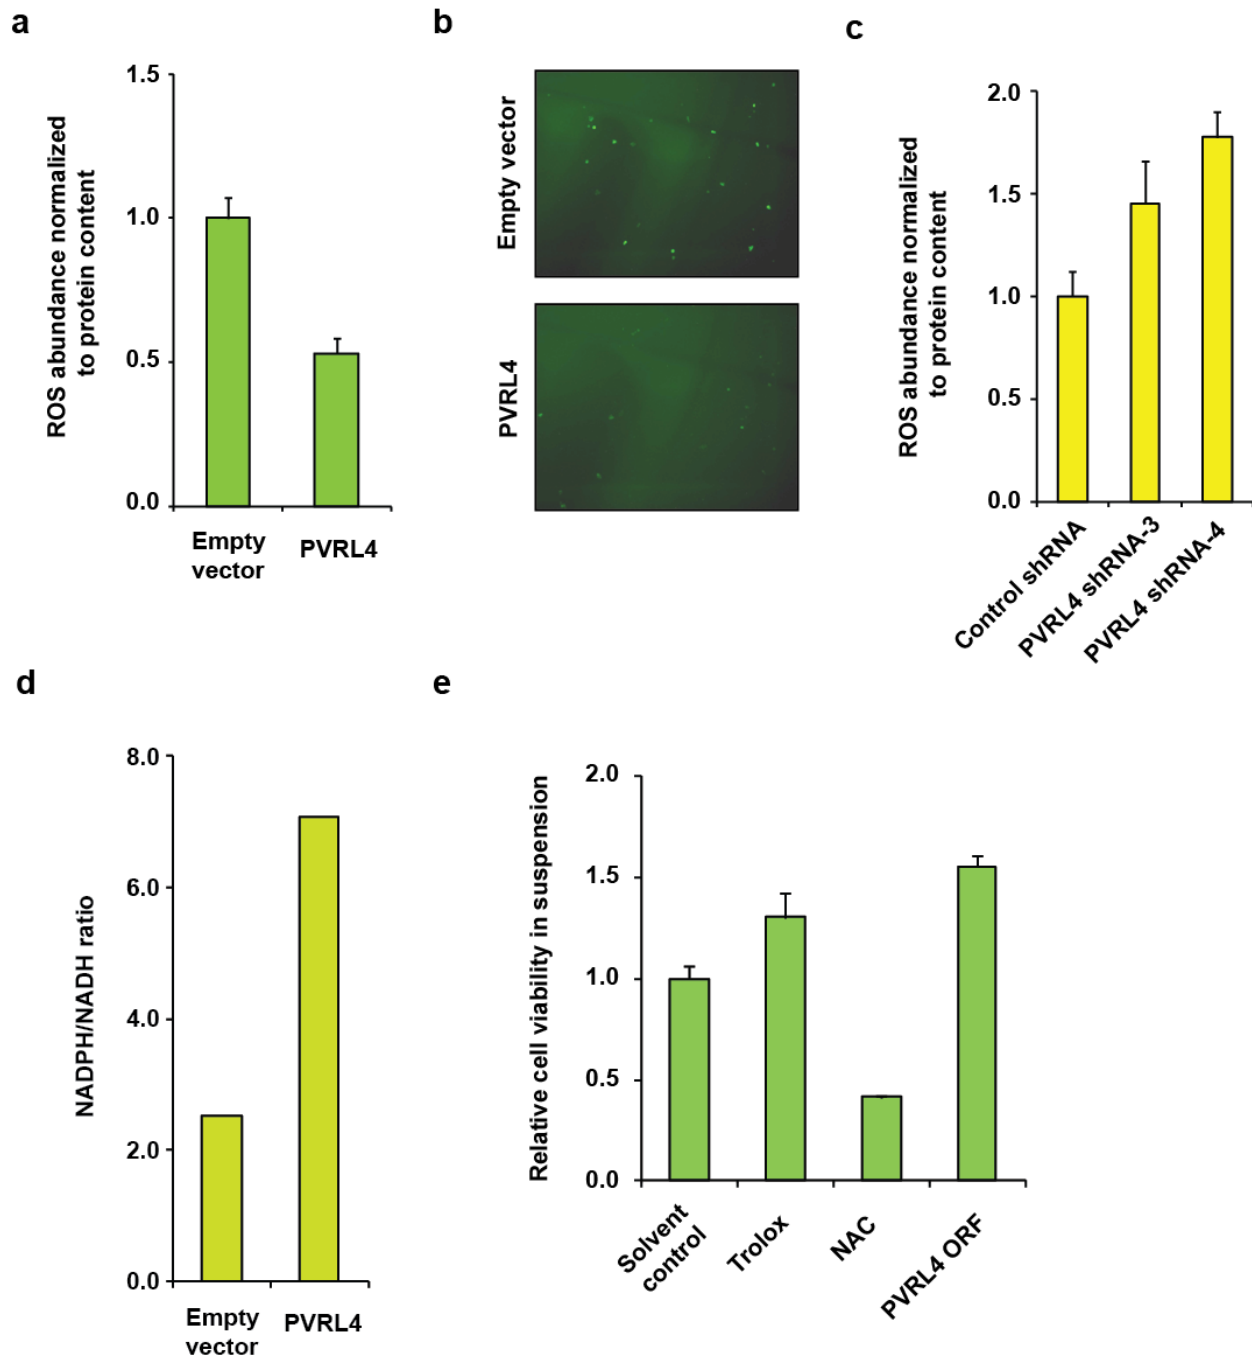 a
ROS abundance normalized
to protein content
1.5
1.0
0.5
0.0
Empty
vector
PVRL4
b
Empty vector
PVRL4
c
ROS abundance normalized
to protein content
2.0
1.5
1.0
0.5
0.0
Control shRNA
PVRL4 shRNA-3
PVRL4 shRNA-4
d
NADPH/NADH ratio
8.0
6.0
4.0
2.0
0.0
Empty
vector
PVRL4
e
Relative cell viability in suspension
2.0
1.5
1.0
0.5
0.0
Solvent
control
Trolox
NAC
PVRL4 ORF